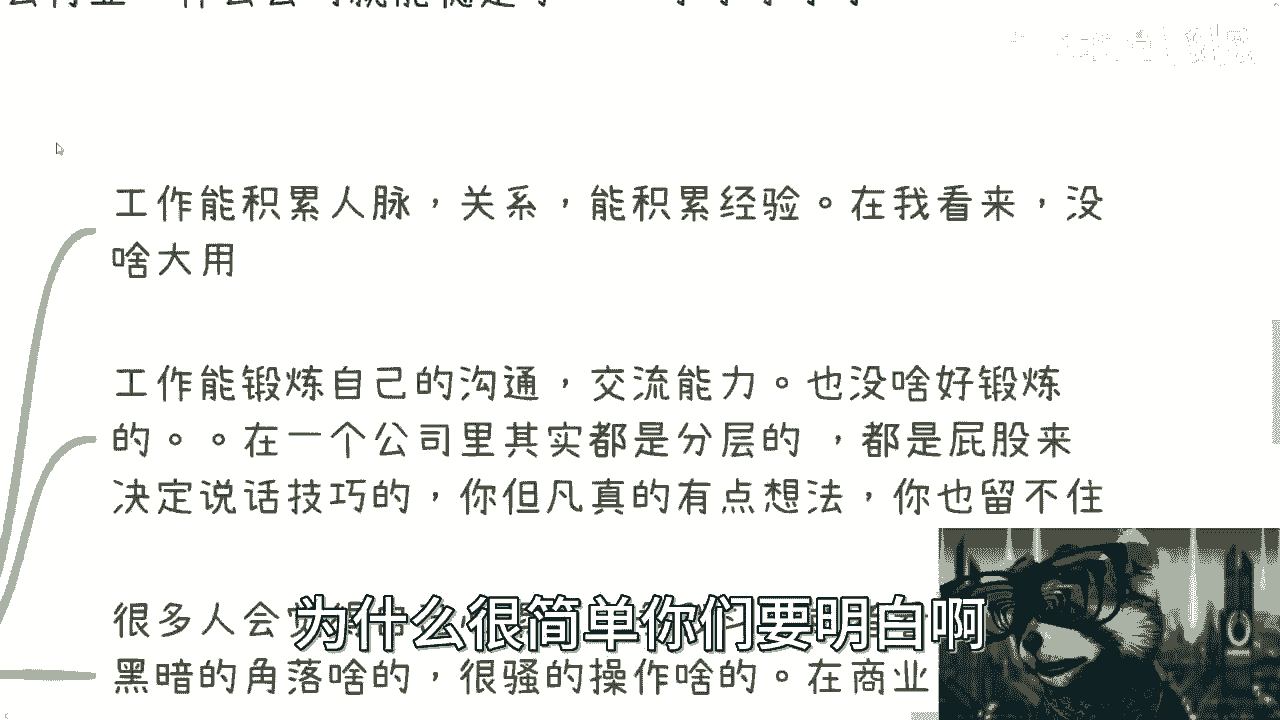 工作能积累人脉，关系，能积累经验。在我看来，没
啥大用
工作能锻炼自己的沟通，交流能力。也没啥好锻炼
的。。在一个公司里其实都是分层的 ，都是屁股来
决定说话技巧的，你但凡真的有点想法，你也留不住
很多人会
为什么很简单你们要明白啊
黑暗的角落啥的，很骚的操作啥的。在商业